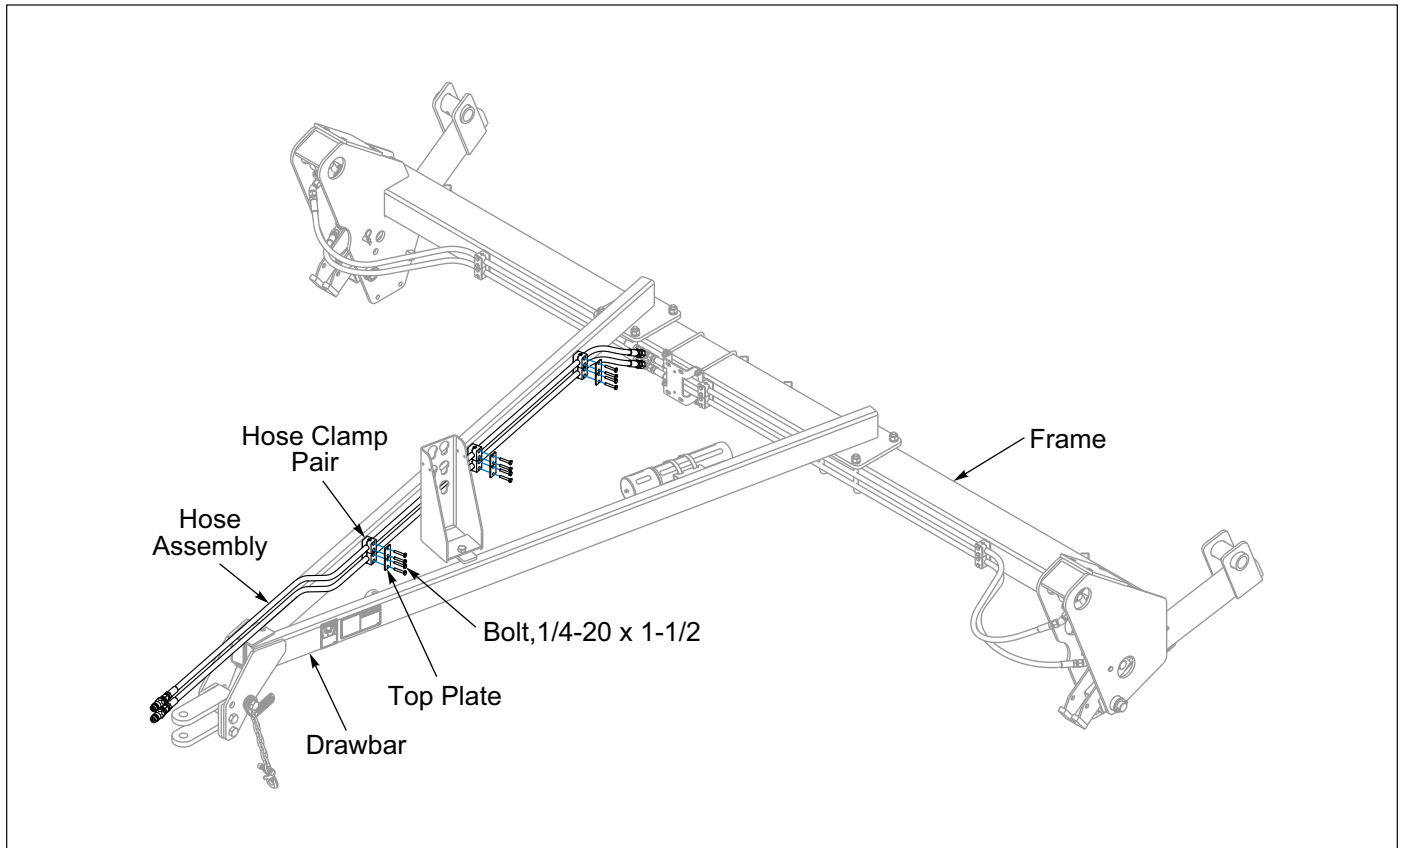 Hose Clamp
Pair
Frame
Hose
Assembly
Bolt,1/4-20 x 1-1/2
Top Plate
Drawbar